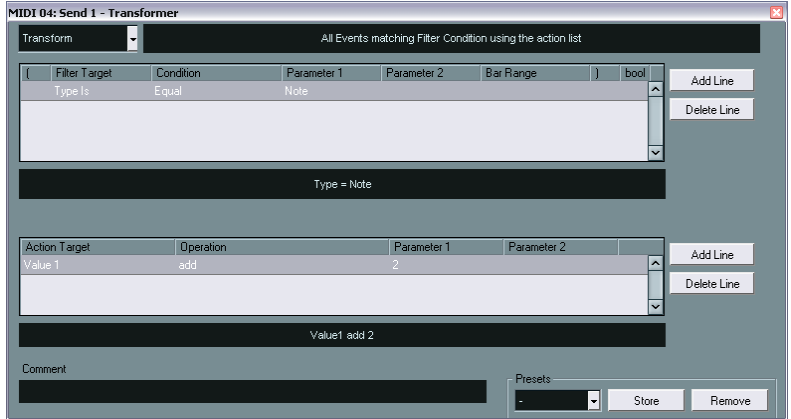 MIDI 04: Send 1 - Transformer
Transform
All Events matching Filter Condition using the action list
( Filter Target Condition Parameter 1 Parameter 2 Bar Range ) bool
Type Is Equal Note
Add Line
Delete Line
Type = Note
Action Target Operation Parameter 1 Parameter 2
Value 1 add 2
Add Line
Delete Line
Value1 add 2
Comment
Presets
- Store Remove